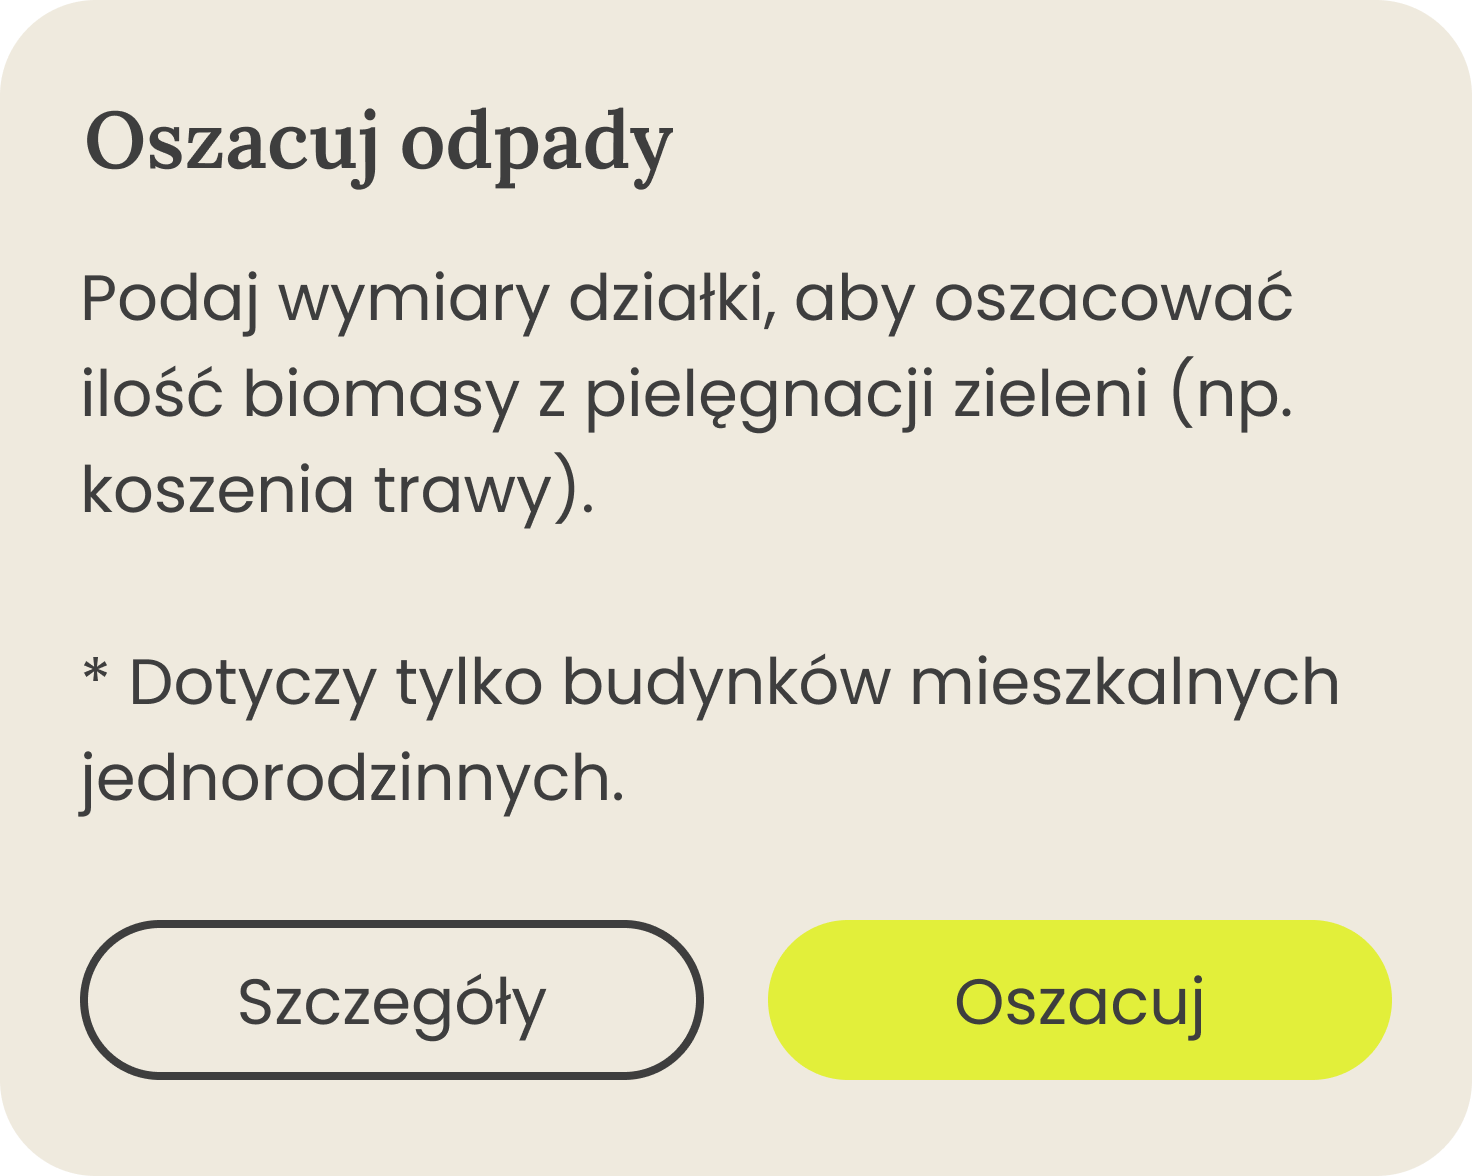 Oszacuj odpady
Podaj wymiary działki, aby oszacować
ilość biomasy z pielęgnacji zieleni (np.
koszenia trawy).
* Dotyczy tylko budynków mieszkalnych
jednorodzinnych.
Szczegóły
Oszacuj